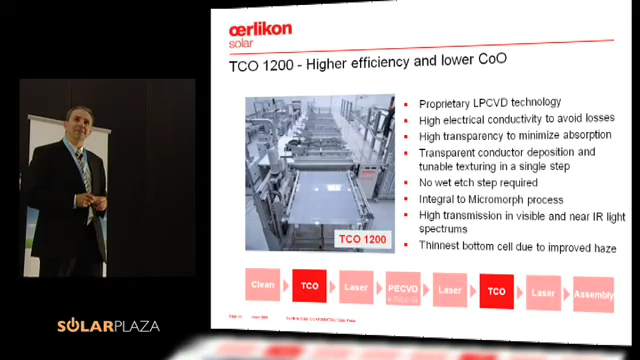 œrlikon
solar
TCO 1200 - Higher efficiency and lower CoO
Proprietary LPCVD technology
High electrical conductivity to avoid losses
High transparency to minimize absorption
Transparent conductor deposition and
tunable texturing in a single step
No wet etch step required
Integral to Micromorph process
High transmission in visible and near IR light
spectrums
Thinnest bottom cell due to improved haze
TCO 1200
Clean
TCO
Laser
PECVD
Laser
TCO
Laser
Assembly
SOLARPLAZA